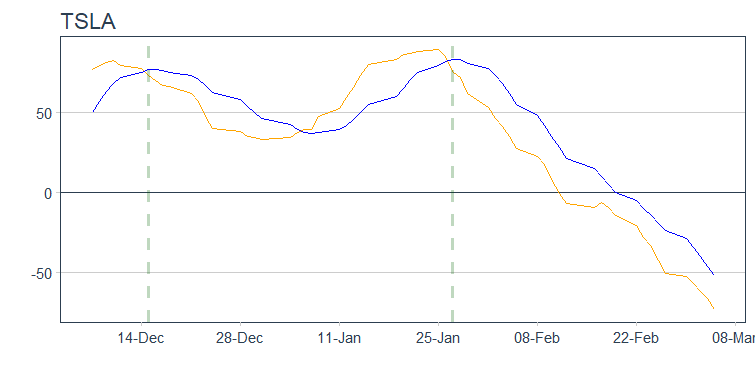 TSLA
50
0
-50
14-Dec
28-Dec
11-Jan
25-Jan
08-Feb
22-Feb
08-Mar